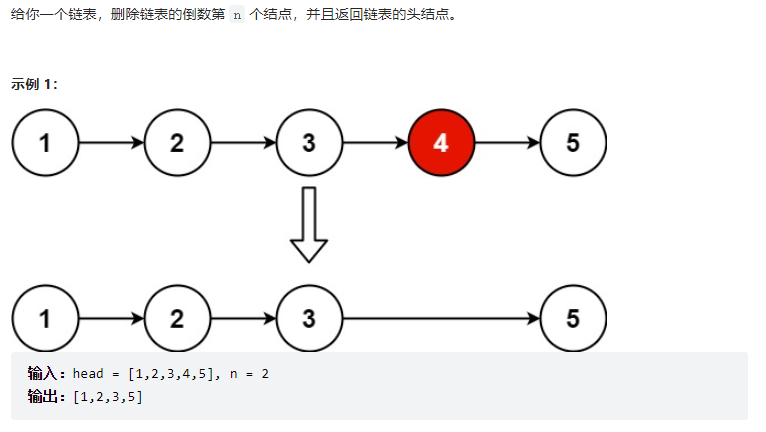 给你一个链表，删除链表的倒数第 n 个结点，并且返回链表的头结点。
示例 1：
1 2 3 4 5
1 2 3 5
输入：head = [1,2,3,4,5], n = 2
输出：[1,2,3,5]